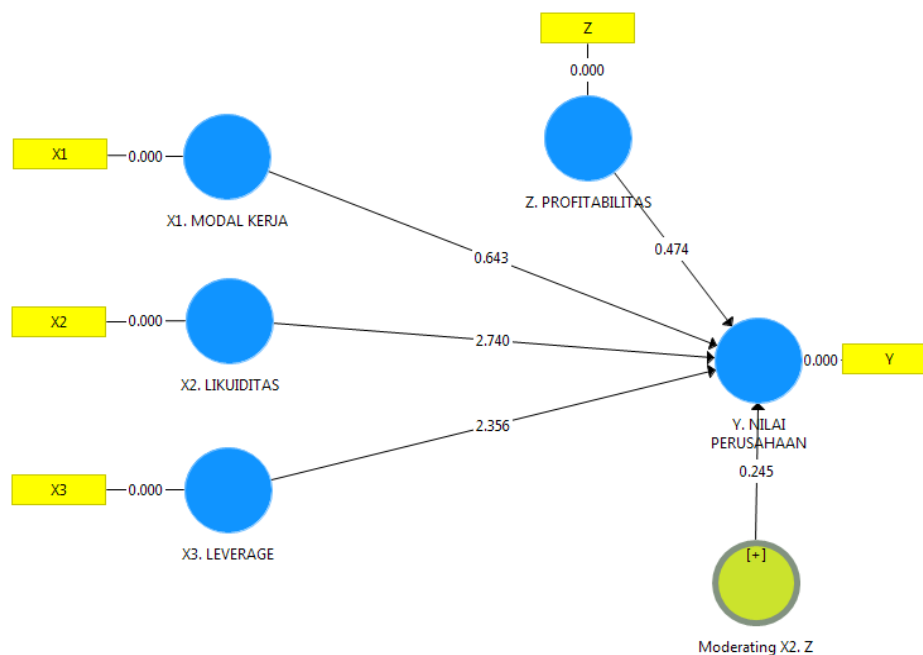 Z
0.000
X1
0.000
Z. PROFITABILITAS
X1. MODAL KERJA
0.474
0.643
X2
0.000
2.740
0.000
Y
X2. LIKUIDITAS
Y. NILAI
PERUSAHAAN
2.356
0.245
X3
0.000
X3. LEVERAGE
[+]
Moderating X2. Z